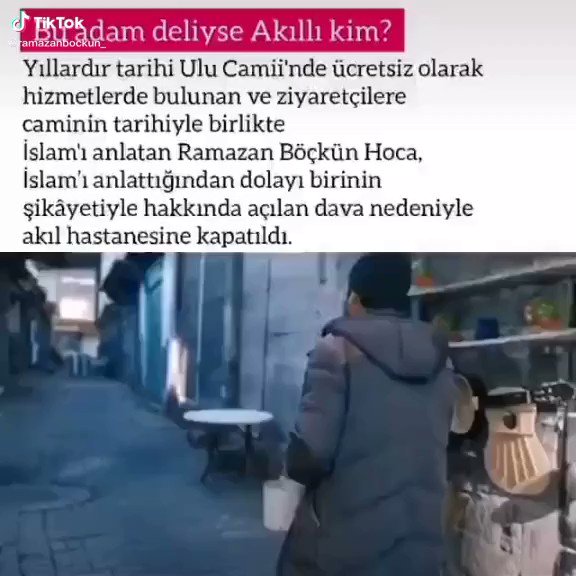 TikTok
@ramazanbockun_
Bu adam deliyse Akıllı kim?
Yıllardır tarihi Ulu Camii'nde ücretsiz olarak
hizmetlerde bulunan ve ziyaretçilere
caminin tarihiyle birlikte
İslam'ı anlatan Ramazan Böçkün Hoca,
İslam'ı anlattığından dolayı birinin
şikâyetiyle hakkında açılan dava nedeniyle
akıl hastanesine kapatıldı.